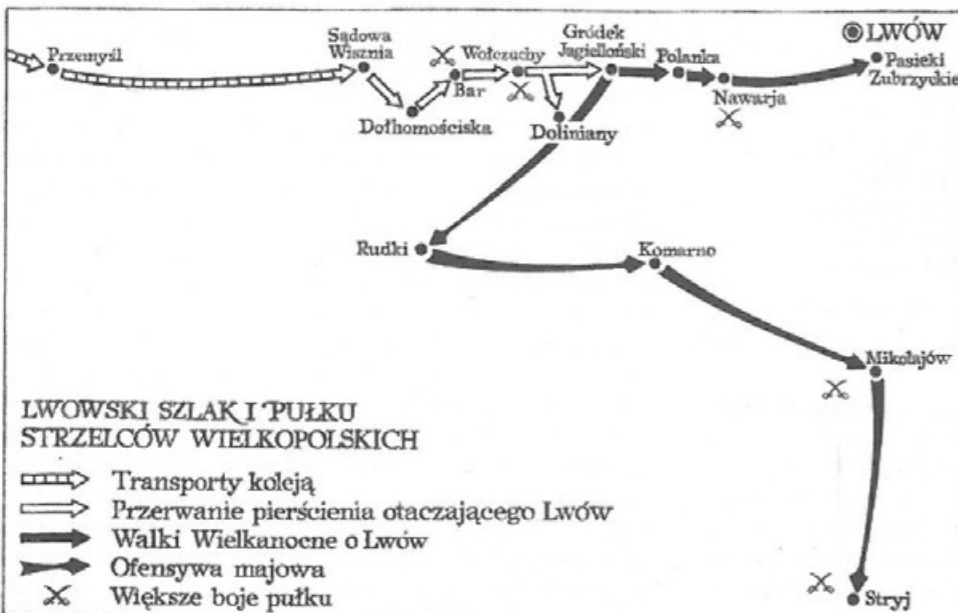 Przemyśl
Sądowa
Wisznia
Dołhomościska
Bar
Wołczuchy
Doliniany
Gródek
Jagielloński
Polanka
Nawarja
LWÓW
Pasieki
Zubrzyckie
Rudki
Komarno
Mikołajów
Stryj
LWOWSKI SZLAK I PUŁKU
STRZELCÓW WIELKOPOLSKICH
Transporty koleją
Przerwanie pierścienia otaczającego Lwów
Walki Wielkanocne o Lwów
Ofensywa majowa
Większe boje pułku